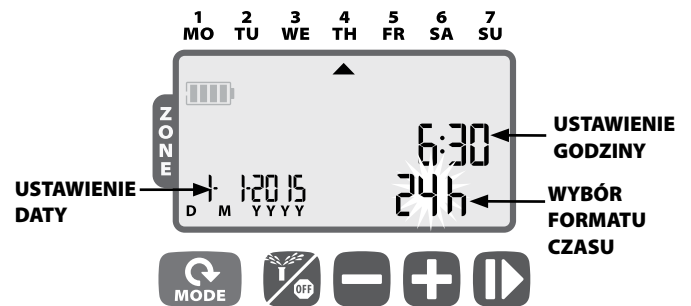 1 2 3 4 5 6 7
MO TU WE TH FR SA SU
ZONE
6:30
USTAWIENIE
GODZINY
USTAWIENIE
DATY
1- 1-2015
D M Y Y Y Y
24h
WYBÓR
FORMATU
CZASU
MODE
OFF